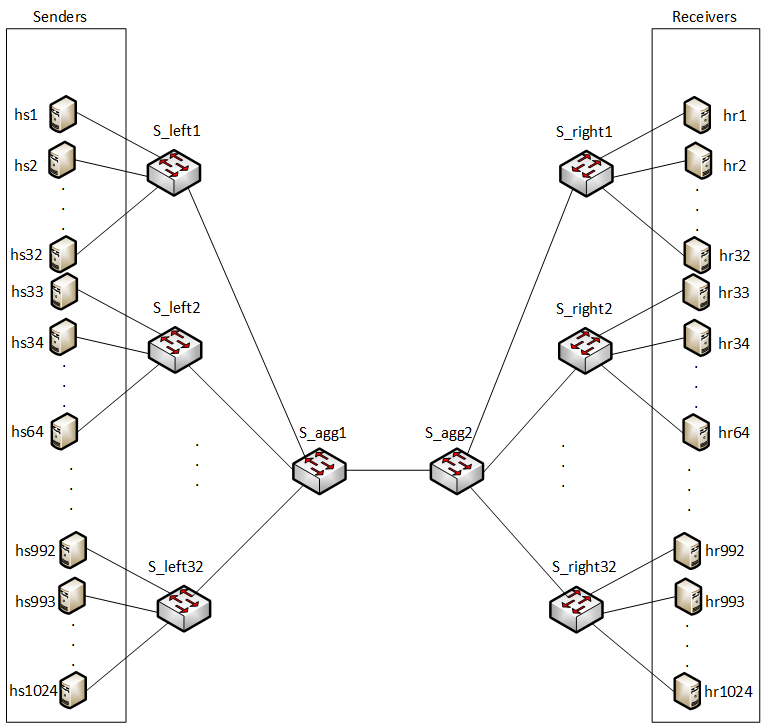 Senders
Receivers
hs1
S_left1
S_right1
hr1
hs2
hr2
hs32
hr32
hs33
hr33
S_left2
S_right2
hs34
hr34
hs64
S_agg1
S_agg2
hr64
hs992
hr992
S_left32
S_right32
hs993
hr993
hs1024
hr1024